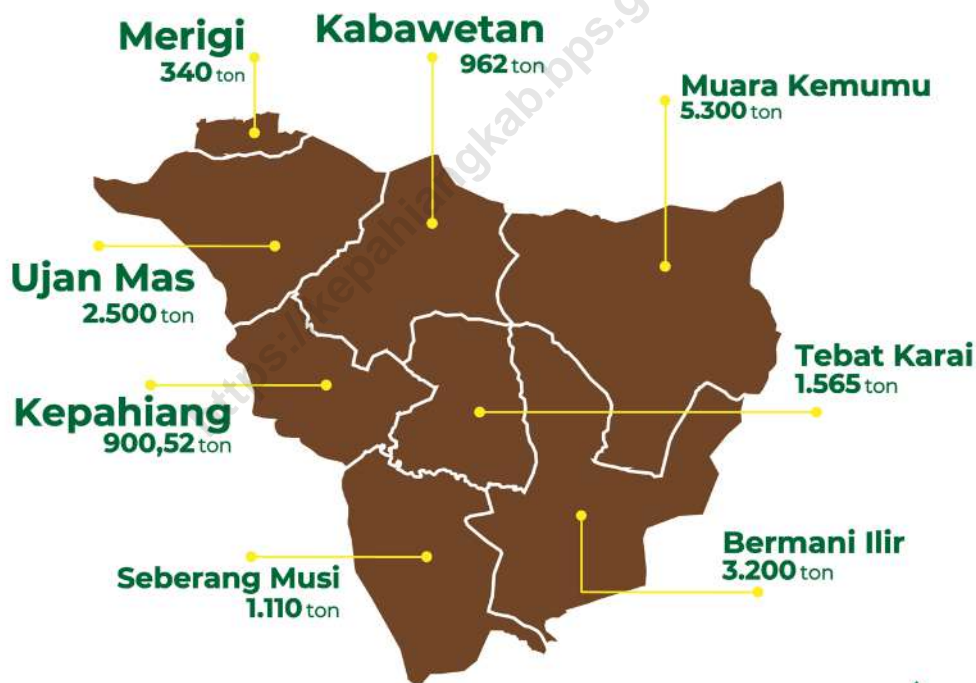 Merigi
340 ton
Kabawetan
962 ton
Muara Kemumu
5.300 ton
Ujan Mas
2.500 ton
Tebat Karai
1.565 ton
Kepahiang
900,52 ton
Bermani Ilir
3.200 ton
Seberang Musi
1.110 ton
https://kepahiangkab.bps.g